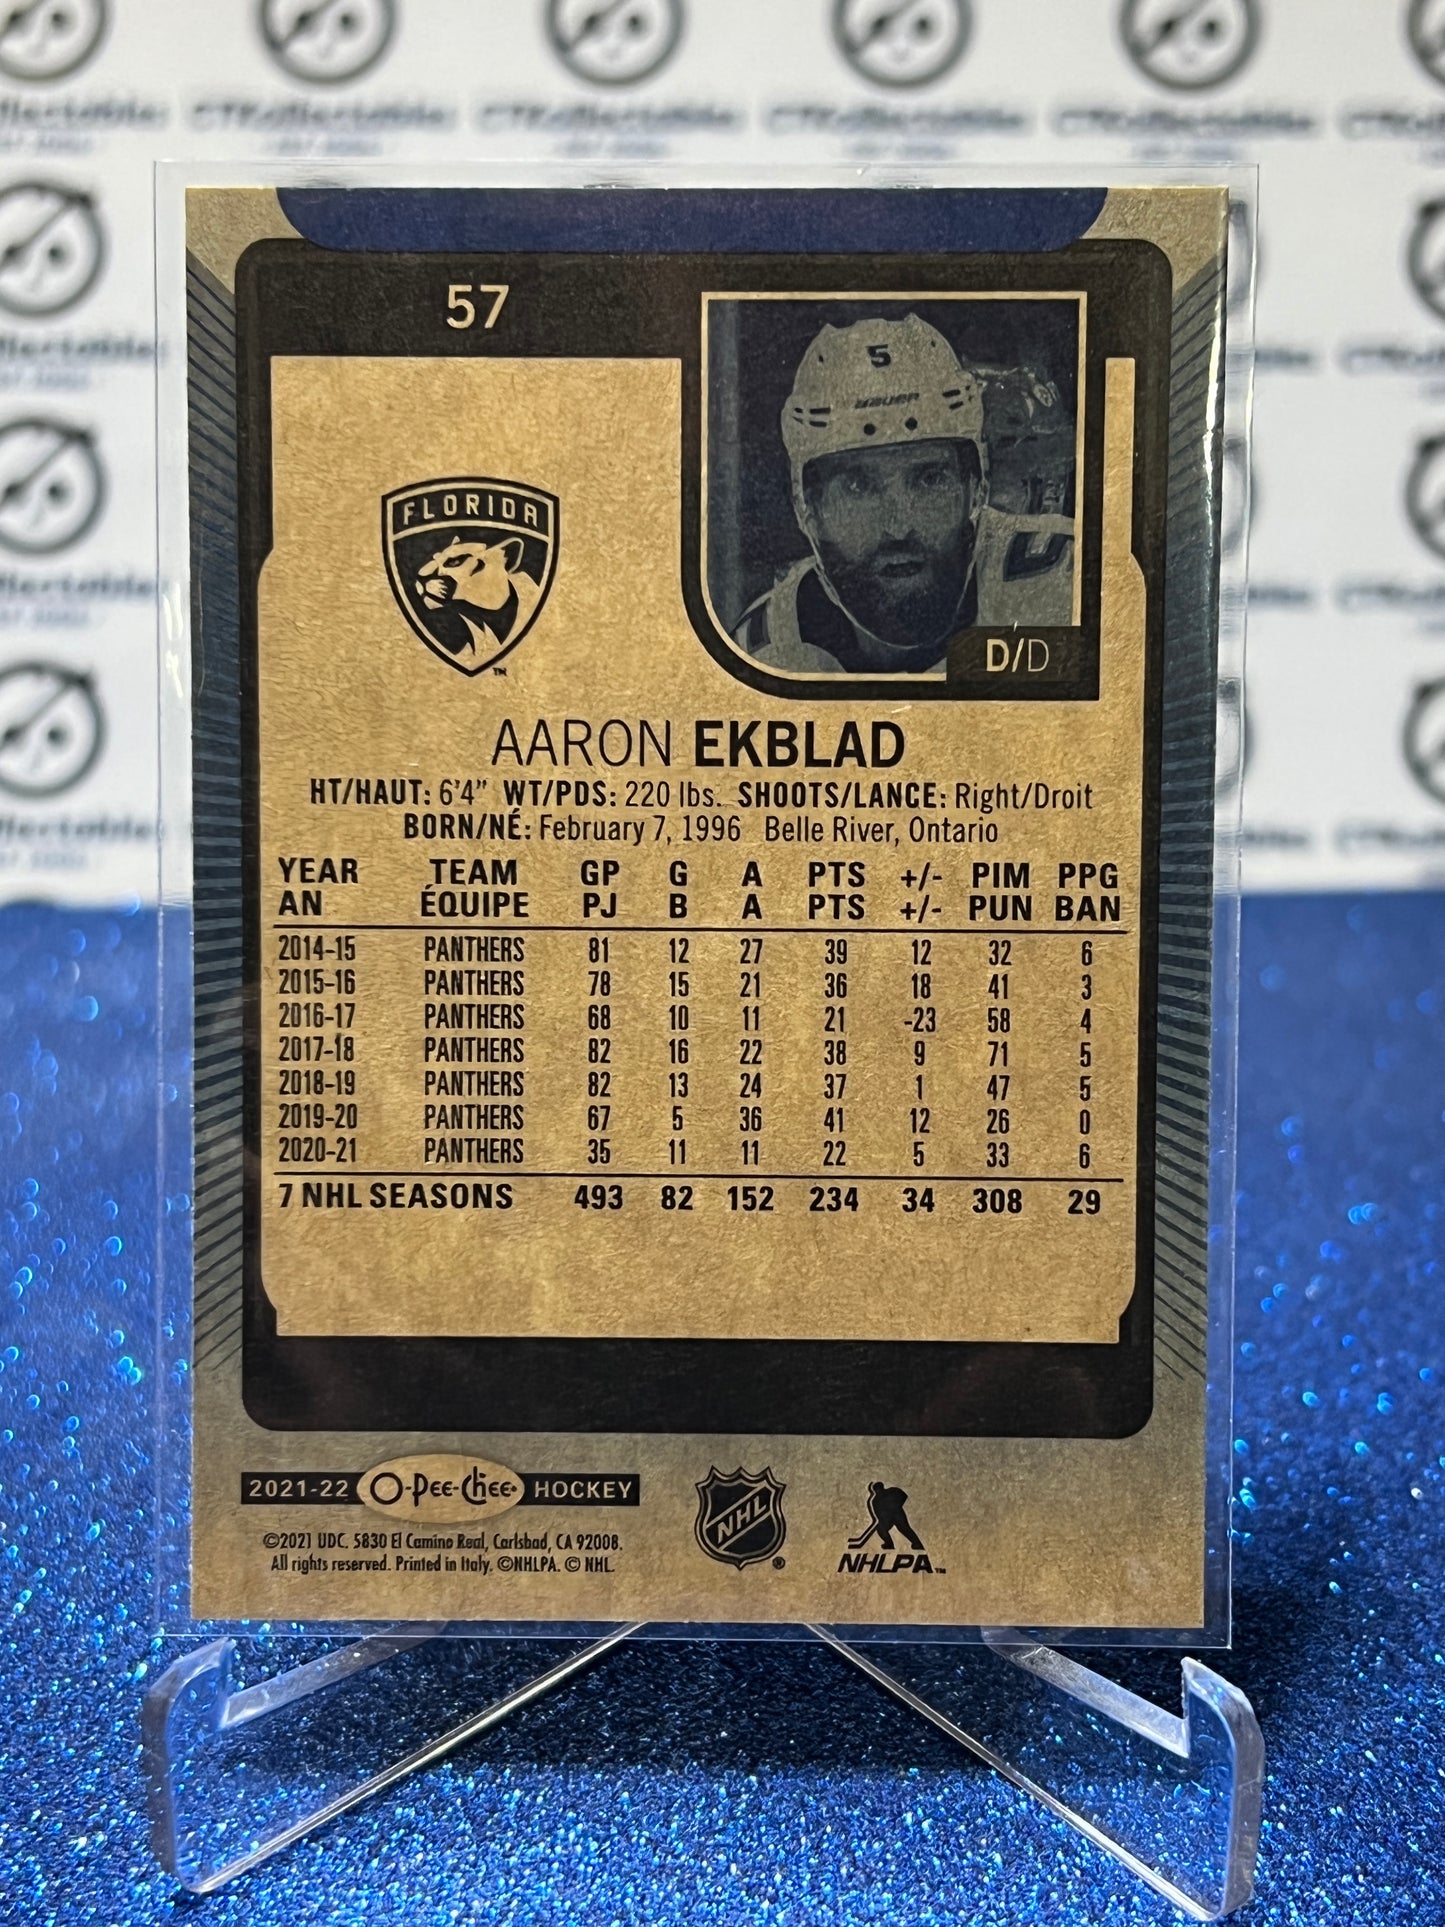 57
FLORIDA
TM
5
BAUER
D/D
AARON EKBLAD
HT/HAUT: 6'4" WT/PDS: 220 lbs. SHOOTS/LANCE: Right/Droit
BORN/NÉ: February 7, 1996 Belle River, Ontario
YEAR TEAM GP G A PTS +/- PIM PPG
AN ÉQUIPE PJ B A PTS +/- PUN BAN
2014-15 PANTHERS 81 12 27 39 12 32 6
2015-16 PANTHERS 78 15 21 36 18 41 3
2016-17 PANTHERS 68 10 11 21 -23 58 4
2017-18 PANTHERS 82 16 22 38 9 71 5
2018-19 PANTHERS 82 13 24 37 1 47 5
2019-20 PANTHERS 67 5 36 41 12 26 0
2020-21 PANTHERS 35 11 11 22 5 33 6
7 NHL SEASONS 493 82 152 234 34 308 29
2021-22 O-Pee-Chee HOCKEY
©2021 UDC. 5830 El Camino Real, Carlsbad, CA 92008.
All rights reserved. Printed in Italy. ©NHLPA. © NHL.
NHL ®
NHLPA TM